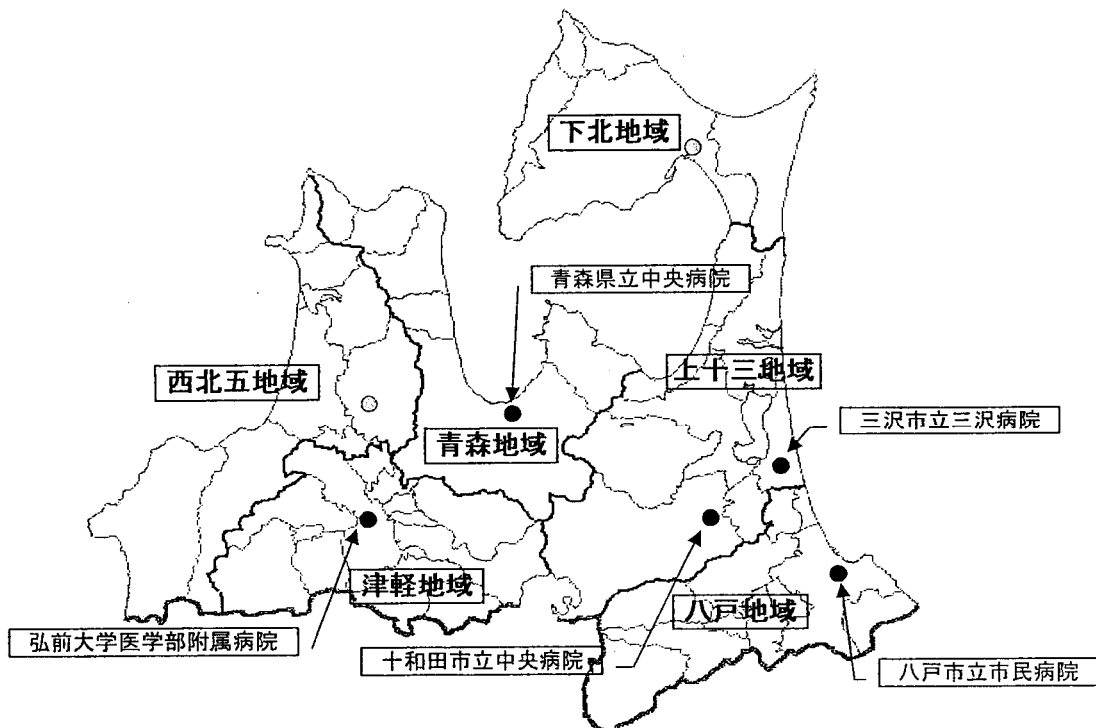 下北地域
青森県立中央病院
上十三地域
西北五地域
三沢市立三沢病院
青森地域
津軽地域
八戸地域
弘前大学医学部附属病院
十和田市立中央病院
八戸市立市民病院